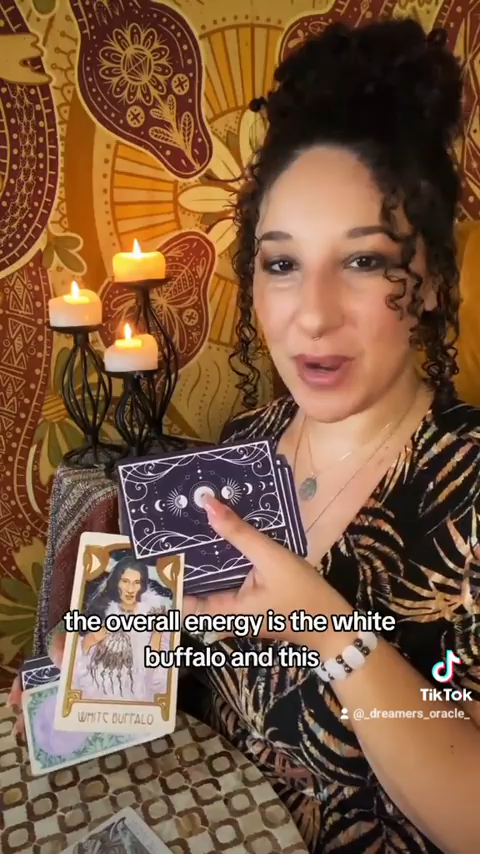 the overall energy is the white
buffalo and this
WHITE BUFFALO
TikTok
@_dreamers_oracle_